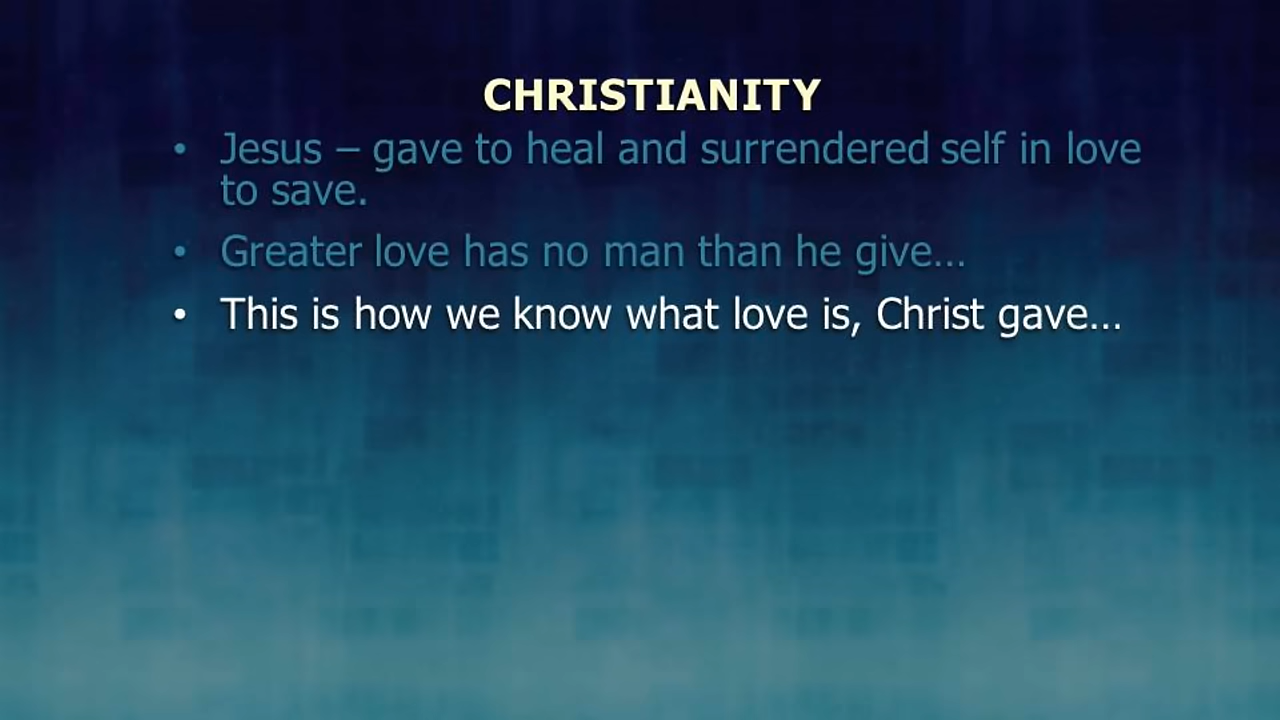 CHRISTIANITY
• Jesus – gave to heal and surrendered self in love
to save.
• Greater love has no man than he give…
• This is how we know what love is, Christ gave…